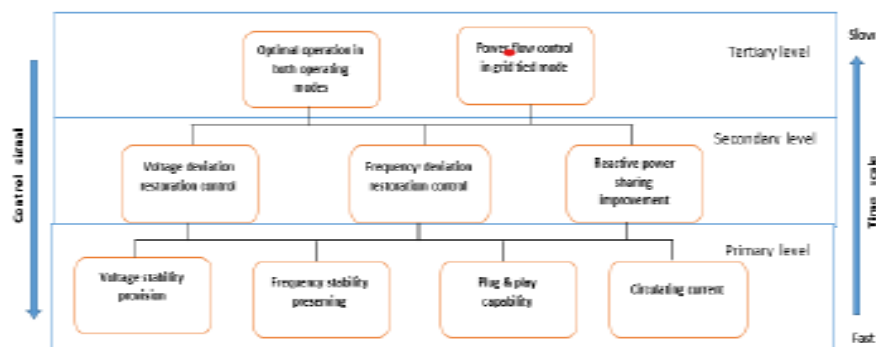 Slow
Tertiary level
Optimal operation in
both operating
modes
Power flow control
in grid tied mode
Secondary level
Voltage deviation
restoration control
Frequency deviation
restoration control
Reactive power
sharing
improvement
Primary level
Voltage stability
provision
Frequency stability
preserving
Plug & play
capability
Circulating current
Control signal
Time scale
Fast